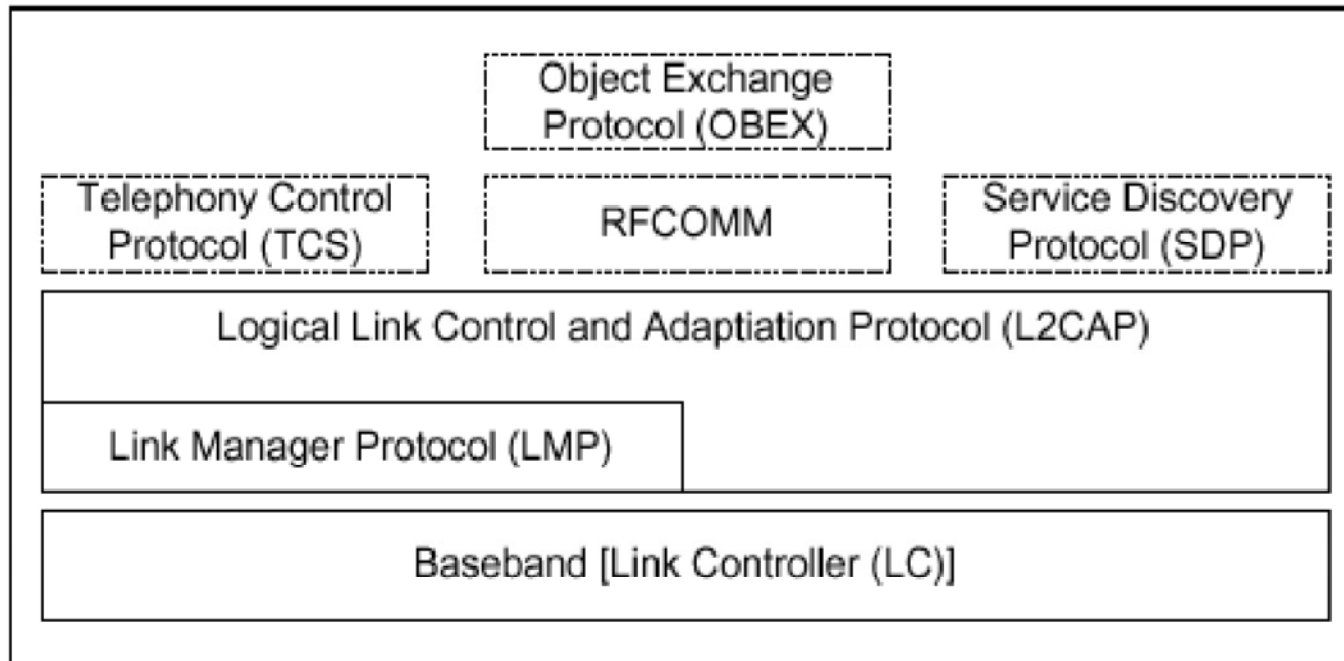 Object Exchange
Protocol (OBEX)
Telephony Control
Protocol (TCS)
RFCOMM
Service Discovery
Protocol (SDP)
Logical Link Control and Adaptiation Protocol (L2CAP)
Link Manager Protocol (LMP)
Baseband [Link Controller (LC)]